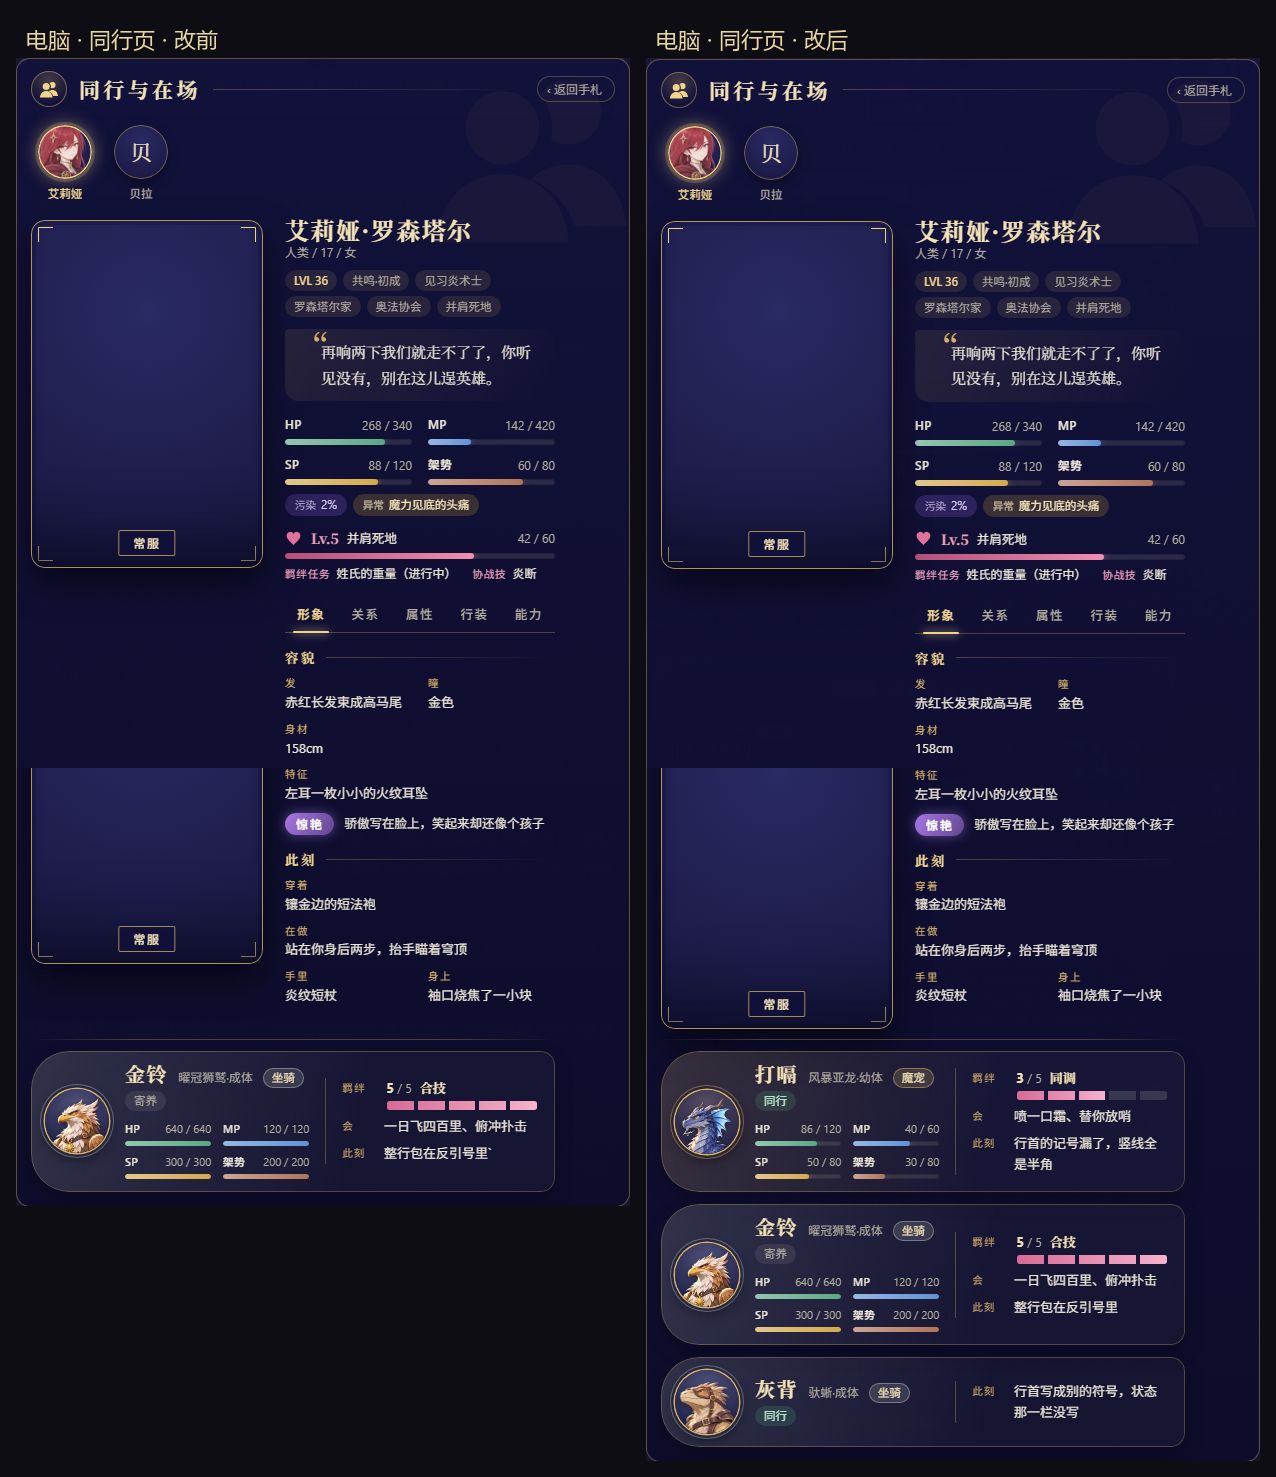 电脑 · 同行页 · 改前
同行与在场
‹ 返回手札
艾莉娅
贝
贝拉
艾莉娅·罗森塔尔
人类 / 17 / 女
LVL 36 共鸣·初成 见习炎术士
罗森塔尔家 奥法协会 并肩死地
“
再响两下我们就走不了了，你听
见没有，别在这儿逞英雄。
HP 268 / 340 MP 142 / 420
SP 88 / 120 架势 60 / 80
污染 2% 异常 魔力见底的头痛
Lv.5 并肩死地 42 / 60
羁绊任务 姓氏的重量（进行中） 协战技 炎断
常服
形象 关系 属性 行装 能力
容貌
发 瞳
赤红长发束成高马尾 金色
身材
158cm
特征
左耳一枚小小的火纹耳坠
惊艳 骄傲写在脸上，笑起来却还像个孩子
此刻
穿着
镶金边的短法袍
在做
站在你身后两步，抬手瞄着穹顶
手里 身上
炎纹短杖 袖口烧焦了一小块
常服
金铃 曜冠狮鹫·成体 坐骑
寄养
HP 640 / 640 MP 120 / 120
SP 300 / 300 架势 200 / 200
羁绊 5 / 5 合技
会 一日飞四百里、俯冲扑击
此刻 整行包在反引号里`
电脑 · 同行页 · 改后
同行与在场
‹ 返回手札
艾莉娅
贝
贝拉
艾莉娅·罗森塔尔
人类 / 17 / 女
LVL 36 共鸣·初成 见习炎术士
罗森塔尔家 奥法协会 并肩死地
“
再响两下我们就走不了了，你听
见没有，别在这儿逞英雄。
HP 268 / 340 MP 142 / 420
SP 88 / 120 架势 60 / 80
污染 2% 异常 魔力见底的头痛
Lv.5 并肩死地 42 / 60
羁绊任务 姓氏的重量（进行中） 协战技 炎断
常服
形象 关系 属性 行装 能力
容貌
发 瞳
赤红长发束成高马尾 金色
身材
158cm
特征
左耳一枚小小的火纹耳坠
惊艳 骄傲写在脸上，笑起来却还像个孩子
此刻
穿着
镶金边的短法袍
在做
站在你身后两步，抬手瞄着穹顶
手里 身上
炎纹短杖 袖口烧焦了一小块
常服
打嗝 风暴亚龙·幼体 魔宠
同行
HP 86 / 120 MP 40 / 60
SP 50 / 80 架势 30 / 80
羁绊 3 / 5 同调
会 喷一口霜、替你放哨
此刻 行首的记号漏了，竖线全
是半角
金铃 曜冠狮鹫·成体 坐骑
寄养
HP 640 / 640 MP 120 / 120
SP 300 / 300 架势 200 / 200
羁绊 5 / 5 合技
会 一日飞四百里、俯冲扑击
此刻 整行包在反引号里
灰背 驮蜥·成体 坐骑
同行
此刻 行首写成别的符号，状态
那一栏没写